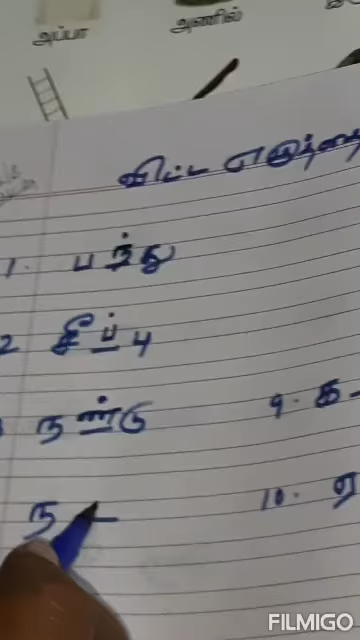 அப்பா அணில்
விட்ட எழுத்தை
1. பந்து
2 சீப்பு
நண்டு
9. க-
ந-
10. ஏ
FILMIGO